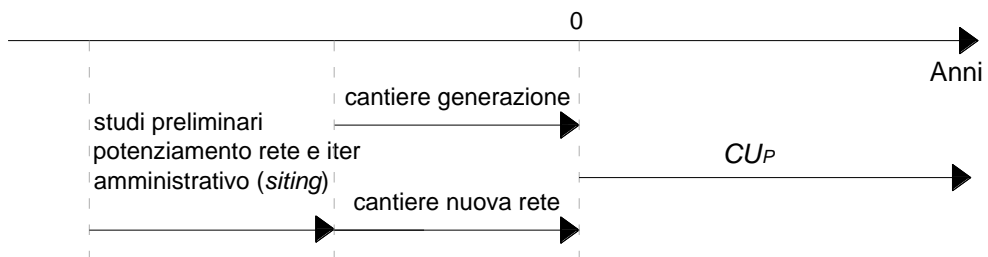 0
Anni
cantiere generazione
studi preliminari
potenziamento rete e iter
amministrativo (siting)
CUP
cantiere nuova rete